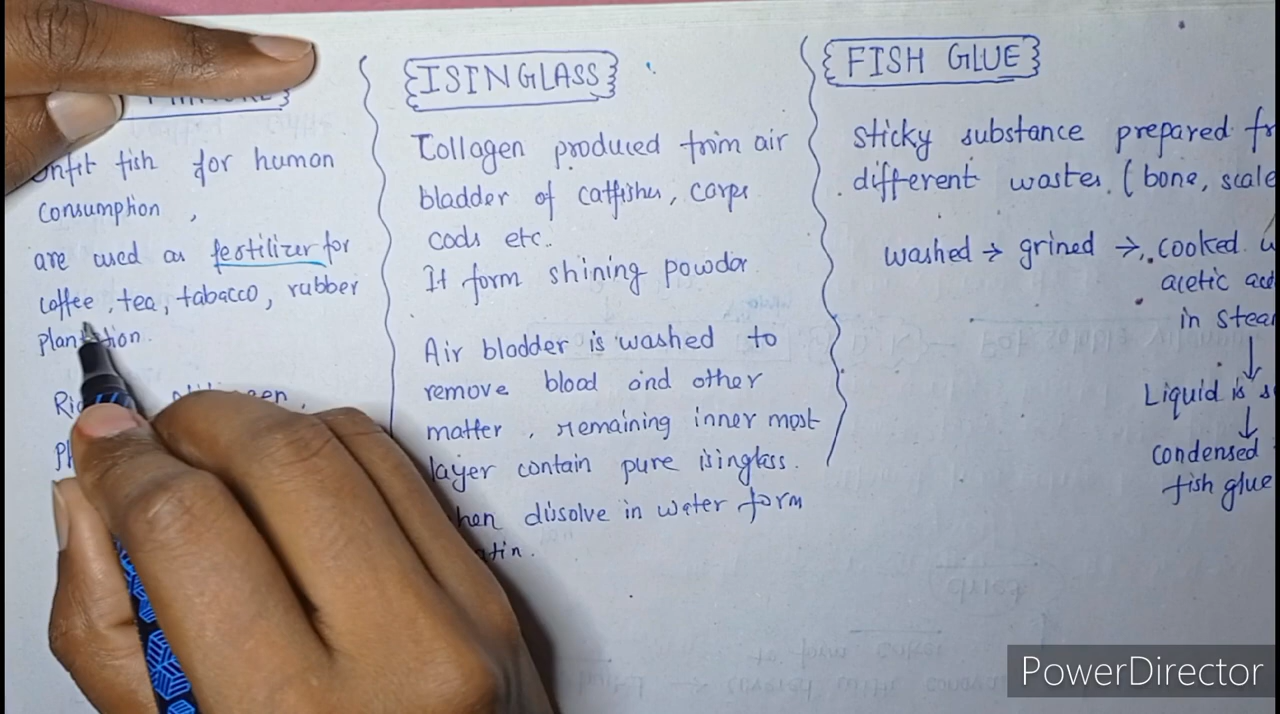 ISINGLASS
FISH GLUE
Unfit fish for human
consumption ,
are used as festilizer for
coffee , tea, tabacco, rubber
plantation.
Collagen produced from air
bladder of catfishes, carps
cods etc..
It form shining powder
Air bladder is washed to
remove blood and other
matter , remaining inner most
layer contain pure isinglass.
dissolve in water form
sticky substance prepared
different wastes. (bone, scale
washed → grined → cooked
acetic
in
↓
Liquid is
↓
condensed
fish glue
PowerDirector